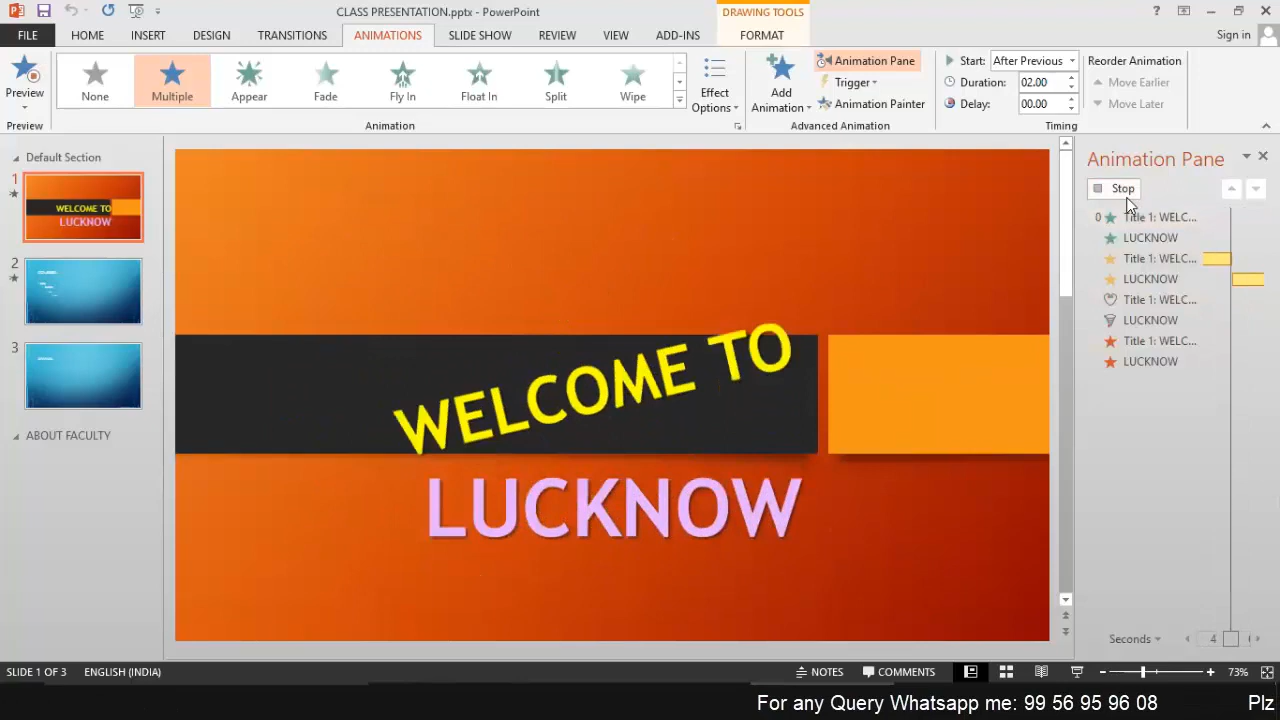 CLASS PRESENTATION.pptx - PowerPoint
DRAWING TOOLS
?
FILE HOME INSERT DESIGN TRANSITIONS ANIMATIONS SLIDE SHOW REVIEW VIEW ADD-INS FORMAT Sign in
Preview
None Multiple Appear Fade Fly In Float In Split Wipe
Effect Options
Add Animation
Animation Pane
Trigger
Animation Painter
Start: After Previous
Duration: 02.00
Delay: 00.00
Reorder Animation
Move Earlier
Move Later
Preview Animation Advanced Animation Timing
Default Section
1
WELCOME TO
LUCKNOW
2
3
ABOUT FACULTY
WELCOME TO
LUCKNOW
Animation Pane
Stop
0 Title 1: WELC...
LUCKNOW
Title 1: WELC...
LUCKNOW
Title 1: WELC...
LUCKNOW
Title 1: WELC...
LUCKNOW
Seconds 4
SLIDE 1 OF 3 ENGLISH (INDIA) NOTES COMMENTS 73%
For any Query Whatsapp me: 99 56 95 96 08 Plz